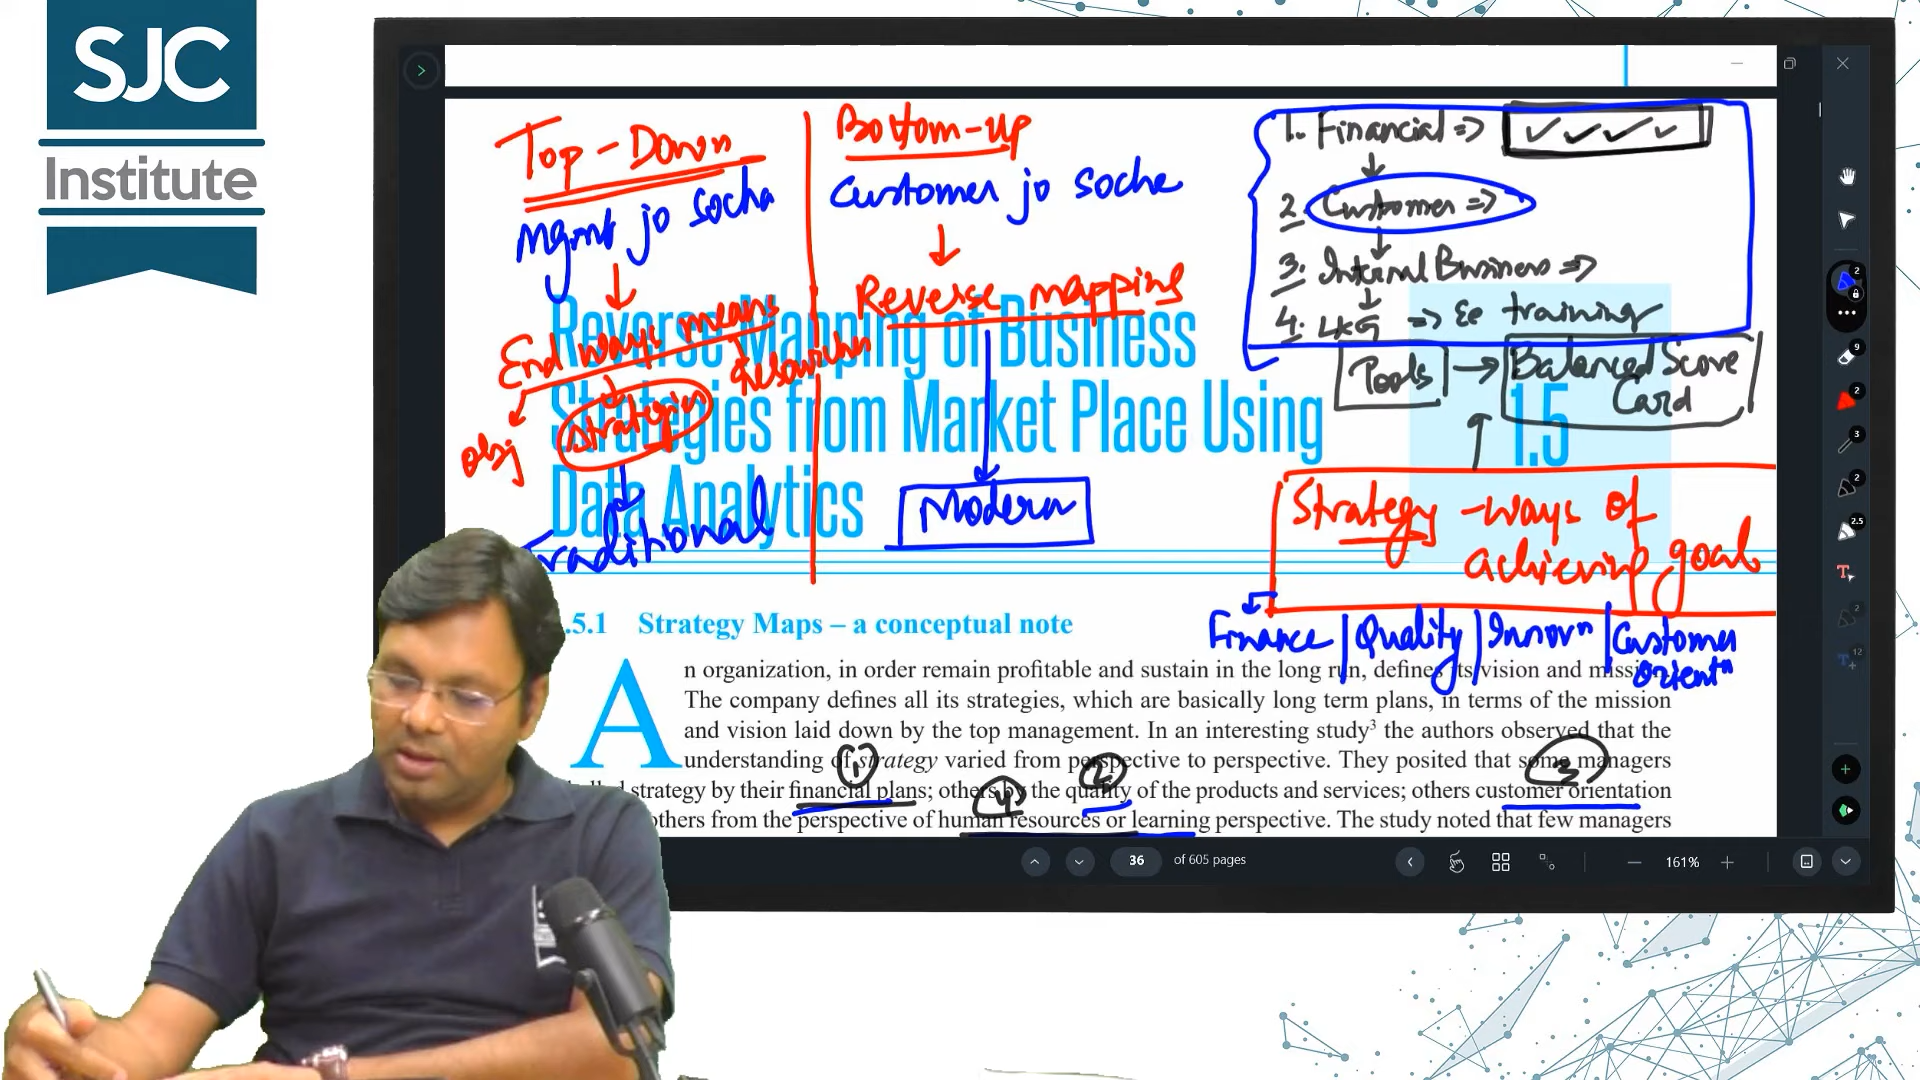 SJC
Institute
Top-Down
Mgmt jo socha
End ways means
obj
strategies
Resources
Traditional
Bottom-up
Customer jo soche
Reverse mapping
Modern
1. Financial =>
2. Customer =>
3. Internal Business =>
4. L&G => Ee training
Tools → Balanced Score Card
Strategy - ways of
achieving goal
Finance | Quality | Innovn | Customer
orientn
Reverse Mapping of Business
Strategies from Market Place Using
Data Analytics
1.5
.5.1 Strategy Maps – a conceptual note
An organization, in order remain profitable and sustain in the long run, defines its vision and mission.
The company defines all its strategies, which are basically long term plans, in terms of the mission
and vision laid down by the top management. In an interesting study3 the authors observed that the
understanding of strategy varied from perspective to perspective. They posited that some managers
strategy by their financial plans; others by the quality of the products and services; others customer orientation
others from the perspective of human resources or learning perspective. The study noted that few managers
1
2
3
4
36 of 605 pages
161%